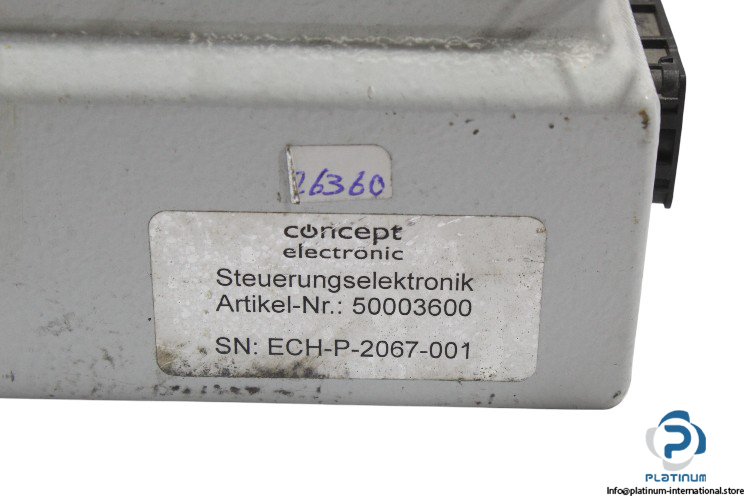 26360
concept
electronic
Steuerungselektronik
Artikel-Nr.: 50003600
SN: ECH-P-2067-001
PLATINUM
Info@platinum-international.store